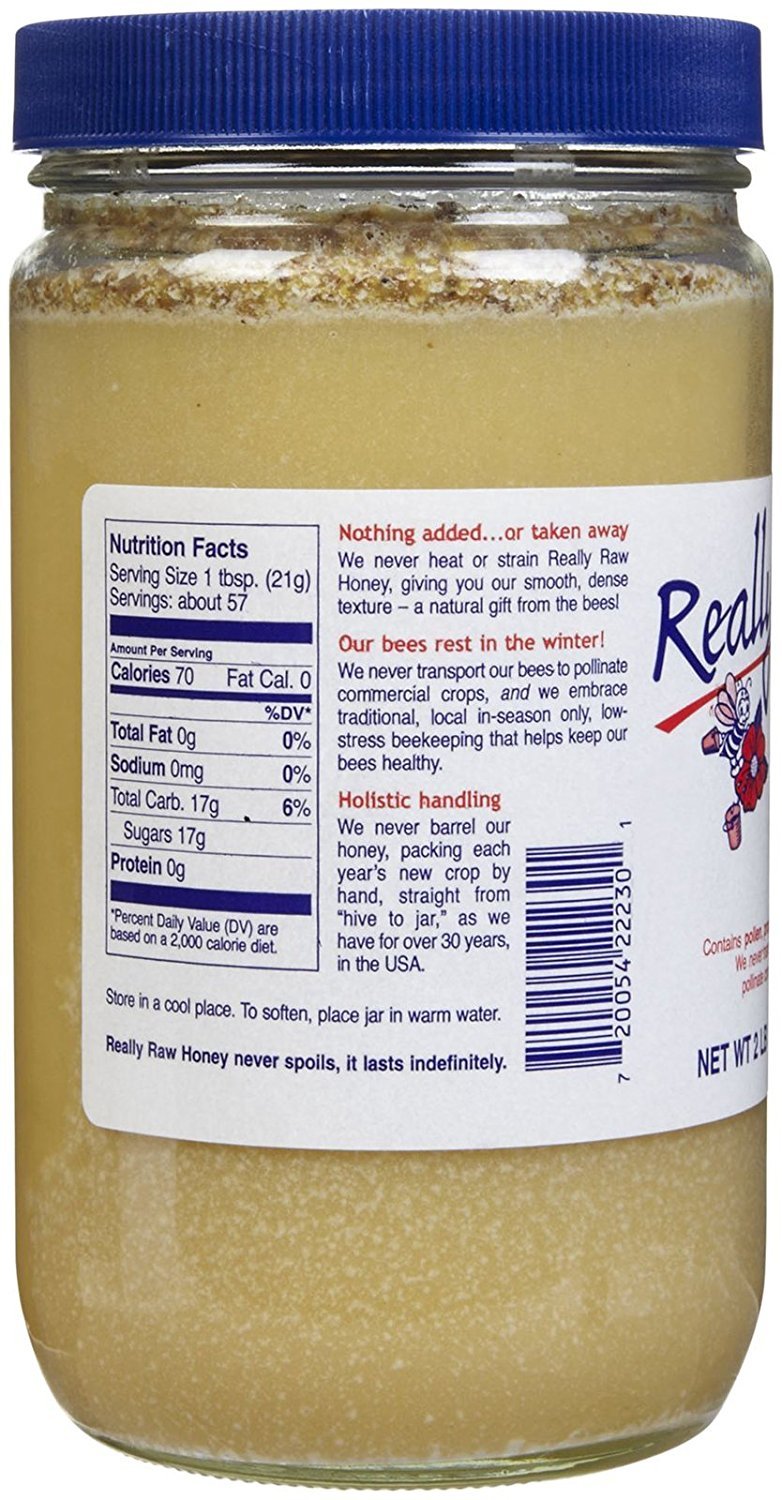 Nutrition Facts
Serving Size 1 tbsp. (21g)
Servings: about 57
Amount Per Serving
Calories 70 Fat Cal. 0
%DV*
Total Fat 0g 0%
Sodium 0mg 0%
Total Carb. 17g 6%
Sugars 17g
Protein 0g
*Percent Daily Value (DV) are
based on a 2,000 calorie diet.
Nothing added...or taken away
We never heat or strain Really Raw
Honey, giving you our smooth, dense
texture – a natural gift from the bees!
Our bees rest in the winter!
We never transport our bees to pollinate
commercial crops, and we embrace
traditional, local in-season only, low-
stress beekeeping that helps keep our
bees healthy.
Holistic handling
We never barrel our
honey, packing each
year's new crop by
hand, straight from
"hive to jar," as we
have for over 30 years,
in the USA.
Store in a cool place. To soften, place jar in warm water.
Really Raw Honey never spoils, it lasts indefinitely.
7 20054 22230 1
Really
Contains pollen,
We never
NET WT 2 LB